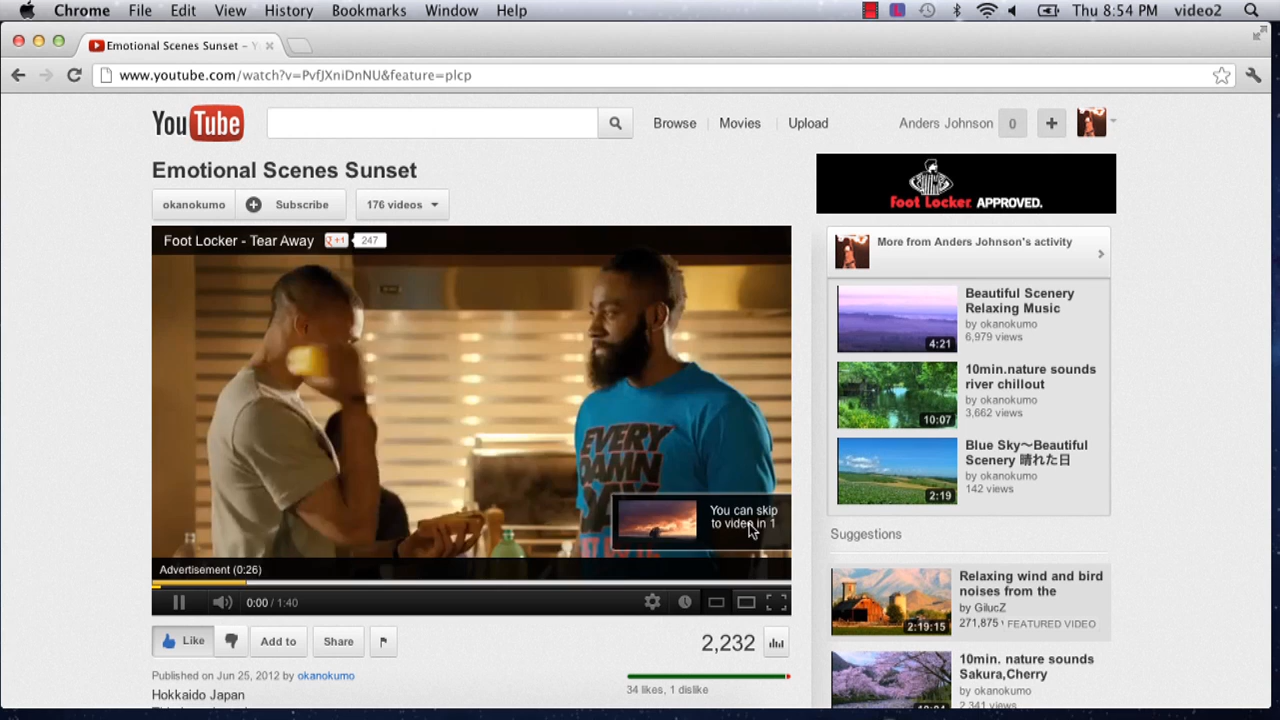 Chrome File Edit View History Bookmarks Window Help Thu 8:54 PM video2
Emotional Scenes Sunset – Y
www.youtube.com/watch?v=PvfJXniDnNU&feature=plcp
YouTube Browse Movies Upload Anders Johnson 0
Emotional Scenes Sunset
okanokumo Subscribe 176 videos
Foot Locker APPROVED.
Foot Locker - Tear Away +1 247
EVERY
DAMN
You can skip
to video in 1
Advertisement (0:26)
0:00 / 1:40
Like Add to Share 2,232
Published on Jun 25, 2012 by okanokumo
34 likes, 1 dislike
Hokkaido Japan
More from Anders Johnson's activity
Beautiful Scenery
Relaxing Music
by okanokumo
6,979 views
4:21
10min.nature sounds
river chillout
by okanokumo
3,662 views
10:07
Blue Sky～Beautiful
Scenery 晴れた日
by okanokumo
142 views
2:19
Suggestions
Relaxing wind and bird
noises from the
by GilucZ
271,875 FEATURED VIDEO
2:19:15
10min. nature sounds
Sakura,Cherry
by okanokumo
2,341 views